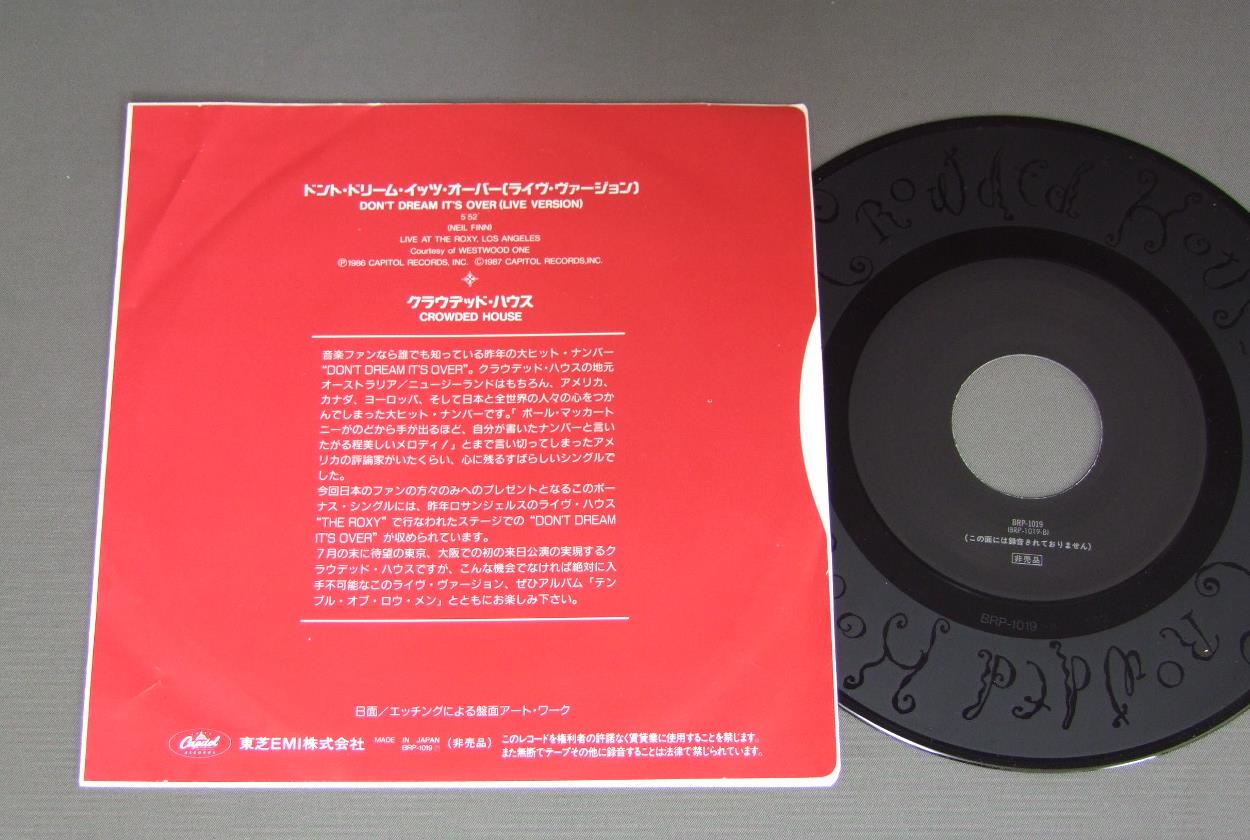 ドント・ドリーム・イッツ・オーバー(ライヴ・ヴァージョン)
DON'T DREAM IT'S OVER (LIVE VERSION)
5'52"
(NEIL FINN)
LIVE AT THE ROXY, LOS ANGELES
Courtesy of WESTWOOD ONE
Ⓟ1986 CAPITOL RECORDS, INC. Ⓒ1987 CAPITOL RECORDS,INC.
クラウデッド・ハウス
CROWDED HOUSE
音楽ファンなら誰でも知っている昨年の大ヒット・ナンバー
“DON'T DREAM IT'S OVER”。クラウデッド・ハウスの地元
オーストラリア/ニュージーランドはもちろん、アメリカ、
カナダ、ヨーロッパ、そして日本と全世界の人々の心をつか
んでしまった大ヒット・ナンバーです。「ポール・マッカート
ニーがのどから手が出るほど、自分が書いたナンバーと言い
たがる程美しいメロディ!」とまで言い切ってしまったアメ
リカの評論家がいたくらい、心に残るすばらしいシングルで
した。
今回日本のファンの方々のみへのプレゼントとなるこのボー
ナス・シングルには、昨年ロサンジェルスのライヴ・ハウス
“THE ROXY”で行なわれたステージでの“DON'T DREAM
IT'S OVER”が収められています。
7月の末に待望の東京、大阪での初の来日公演の実現するク
ラウデッド・ハウスですが、こんな機会でなければ絶対に入
手不可能なこのライヴ・ヴァージョン、ぜひアルバム「テン
プル・オブ・ロウ・メン」とともにお楽しみ下さい。
B面/エッチングによる盤面アート・ワーク
Capitol
RECORDS
東芝EMI株式会社
MADE IN JAPAN
BRP-1019
(非売品)
このレコードを権利者の許諾なく賃貸業に使用することを禁じます。
また無断でテープその他に録音することは法律で禁じられています。
CRowdEd Hou
BRP-1019
(BRP-1019-B)
(この面には録音されておりません)
非売品
BRP-1019
RowdEd Ho